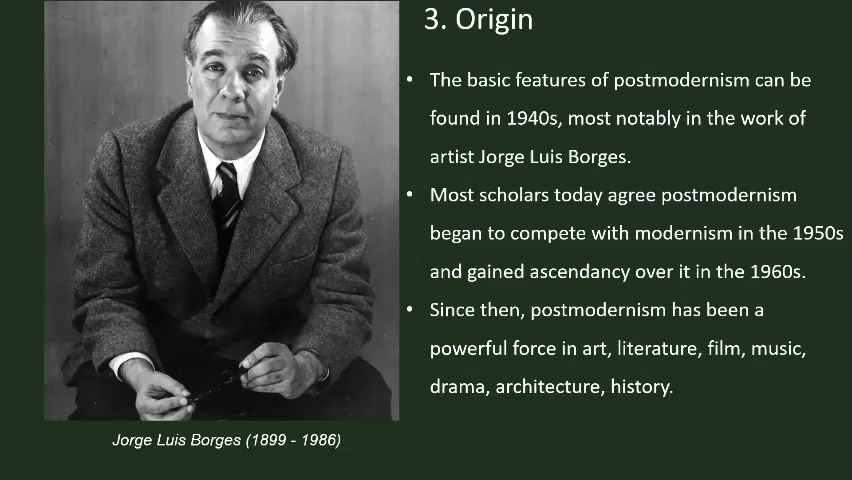 3. Origin
• The basic features of postmodernism can be
found in 1940s, most notably in the work of
artist Jorge Luis Borges.
• Most scholars today agree postmodernism
began to compete with modernism in the 1950s
and gained ascendancy over it in the 1960s.
• Since then, postmodernism has been a
powerful force in art, literature, film, music,
drama, architecture, history.
Jorge Luis Borges (1899 - 1986)